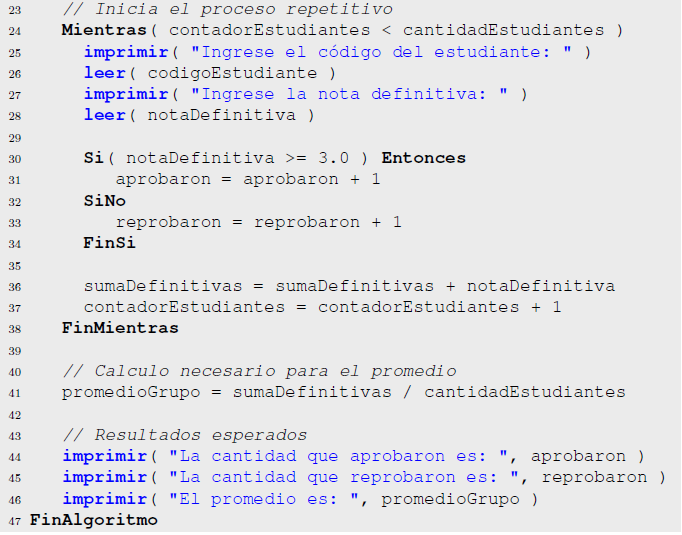 23 // Inicia el proceso repetitivo
24 Mientras( contadorEstudiantes < cantidadEstudiantes )
25 imprimir( "Ingrese el código del estudiante: " )
26 leer( codigoEstudiante )
27 imprimir( "Ingrese la nota definitiva: " )
28 leer( notaDefinitiva )
29
30 Si( notaDefinitiva >= 3.0 ) Entonces
31 aprobaron = aprobaron + 1
32 SiNo
33 reprobaron = reprobaron + 1
34 FinSi
35
36 sumaDefinitivas = sumaDefinitivas + notaDefinitiva
37 contadorEstudiantes = contadorEstudiantes + 1
38 FinMientras
39
40 // Calculo necesario para el promedio
41 promedioGrupo = sumaDefinitivas / cantidadEstudiantes
42
43 // Resultados esperados
44 imprimir( "La cantidad que aprobaron es: ", aprobaron )
45 imprimir( "La cantidad que reprobaron es: ", reprobaron )
46 imprimir( "El promedio es: ", promedioGrupo )
47 FinAlgoritmo